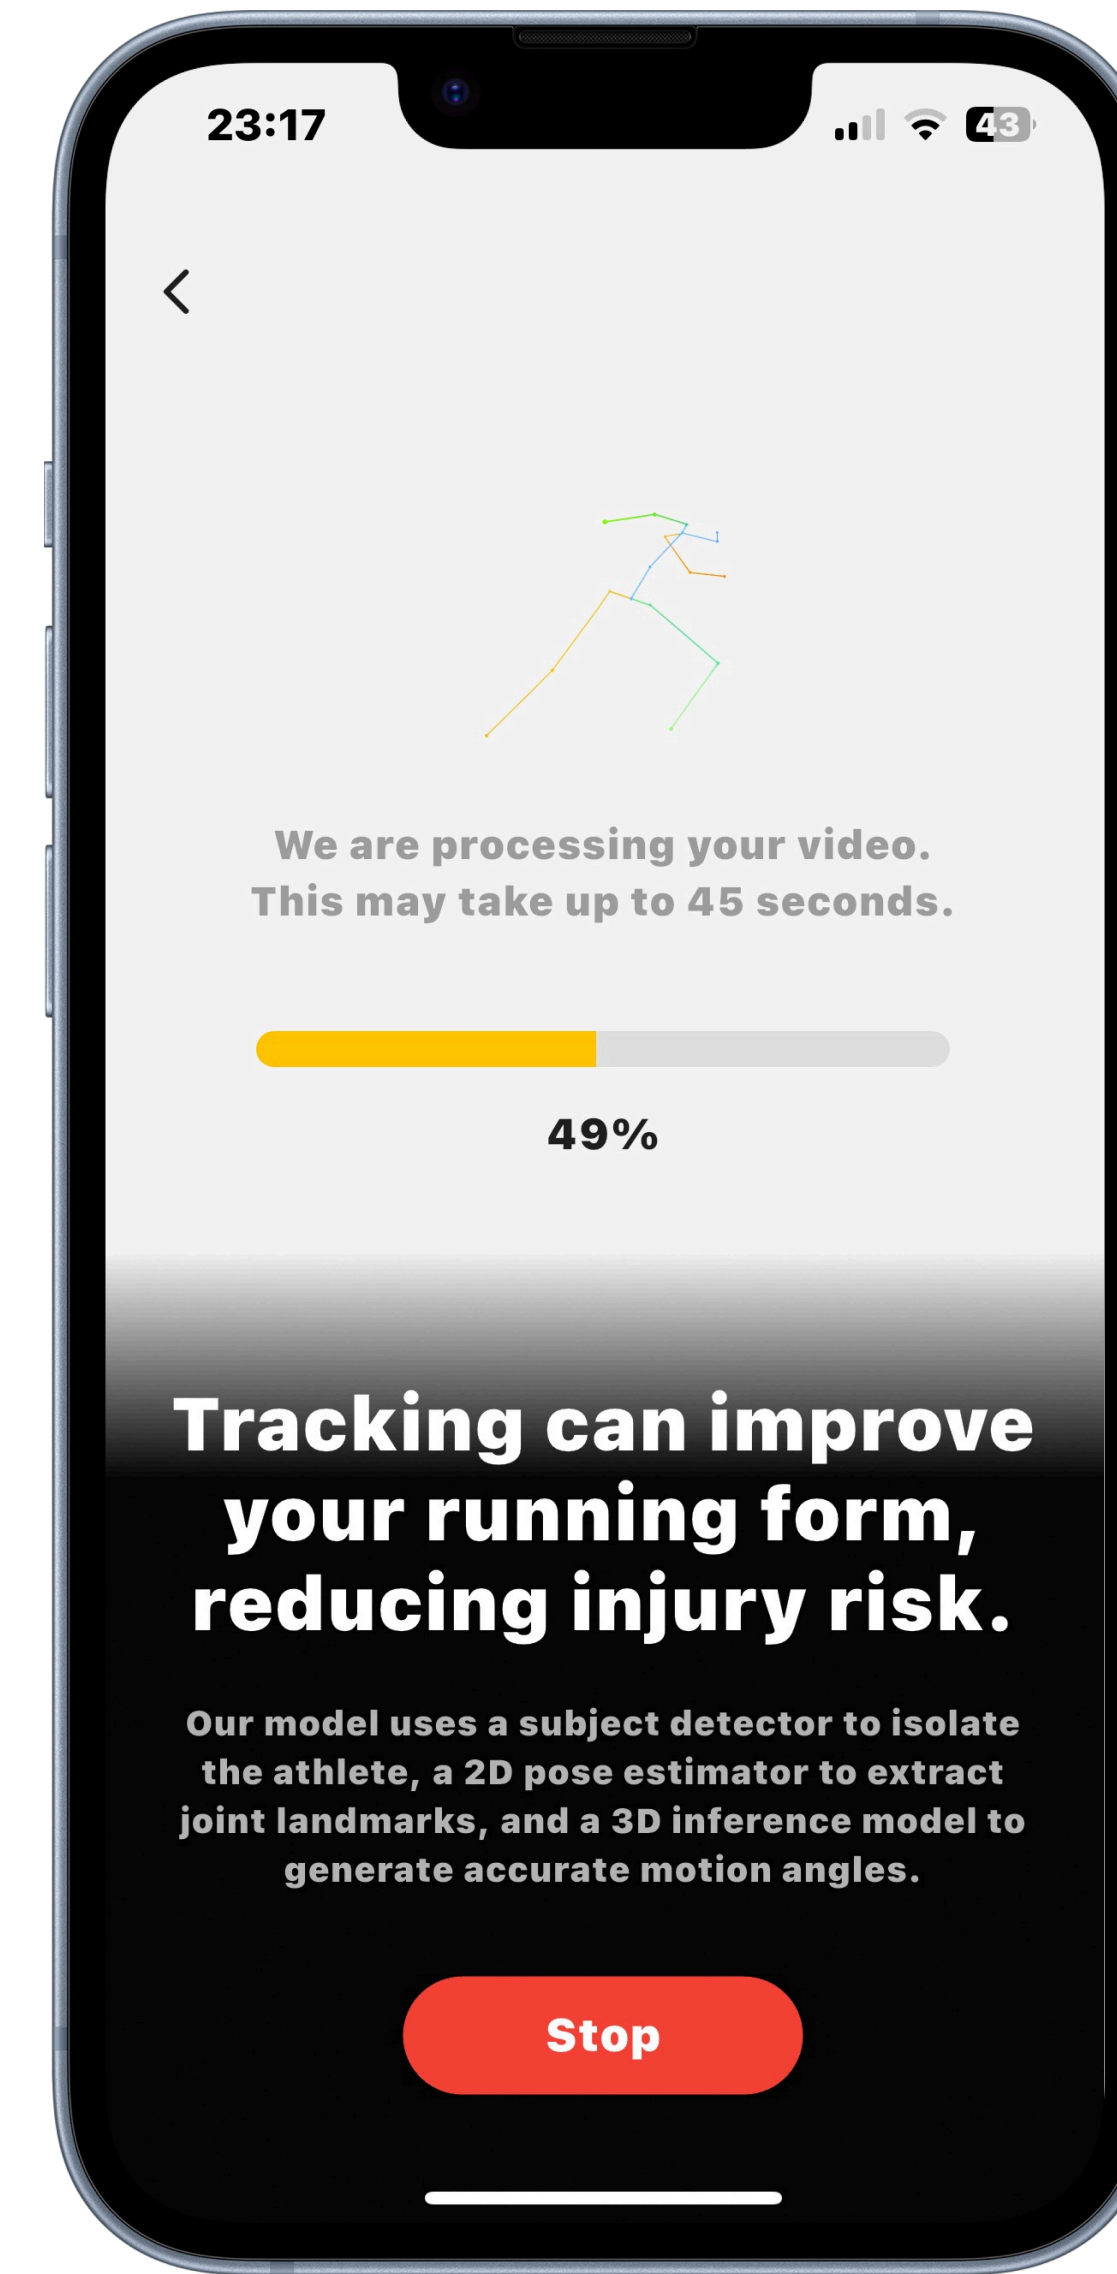 23:17
43
We are processing your video.
This may take up to 45 seconds.
49%
Tracking can improve
your running form,
reducing injury risk.
Our model uses a subject detector to isolate
the athlete, a 2D pose estimator to extract
joint landmarks, and a 3D inference model to
generate accurate motion angles.
Stop